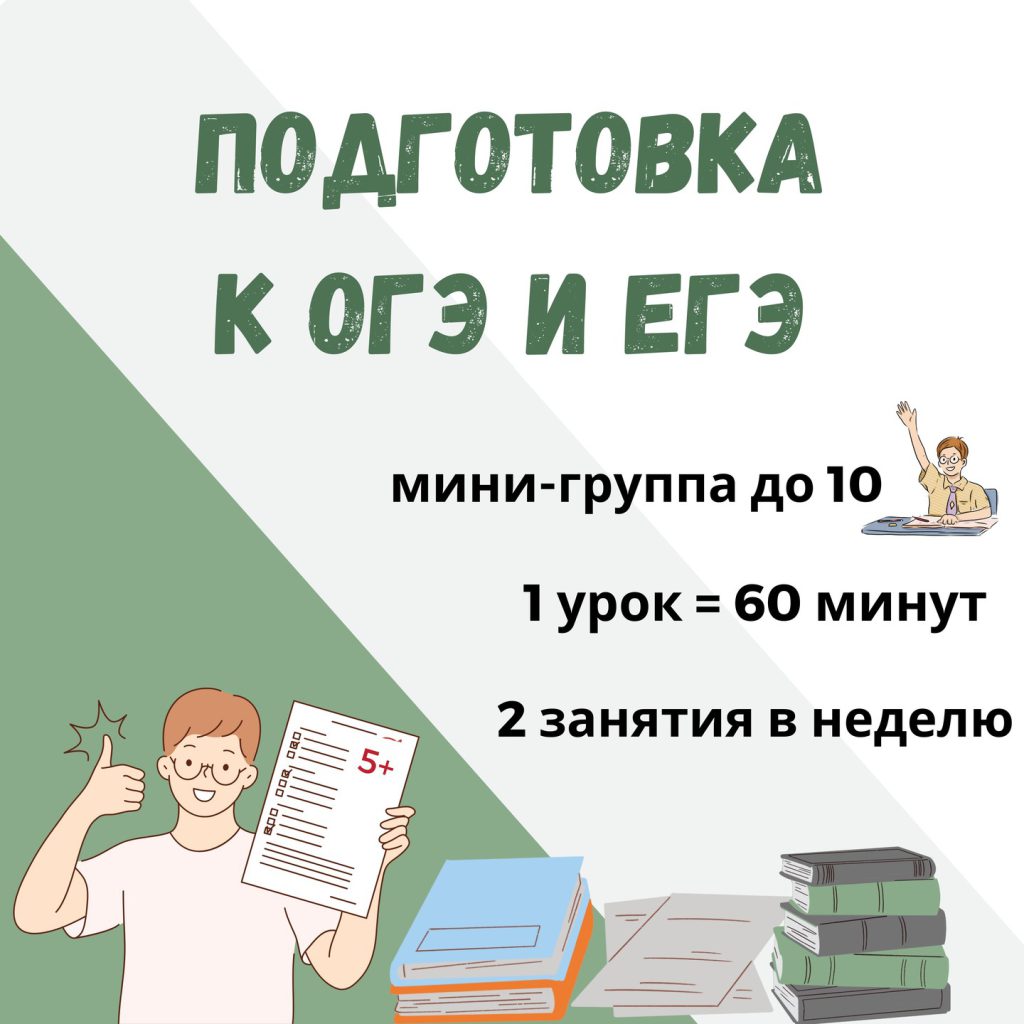 ПОДГОТОВКА
К ОГЭ И ЕГЭ
мини-группа до 10
1 урок = 60 минут
2 занятия в неделю
5+